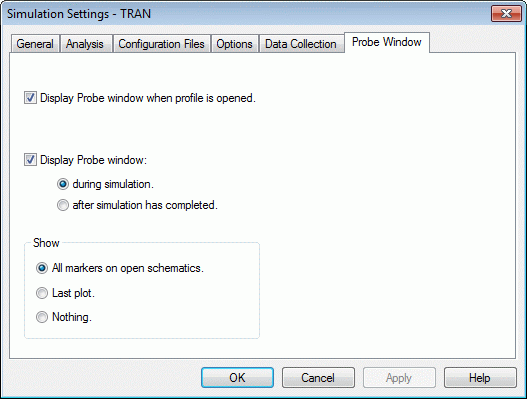 Simulation Settings - TRAN
General Analysis Configuration Files Options Data Collection Probe Window
Display Probe window when profile is opened.
Display Probe window:
during simulation.
after simulation has completed.
Show
All markers on open schematics.
Last plot.
Nothing.
OK Cancel Apply Help